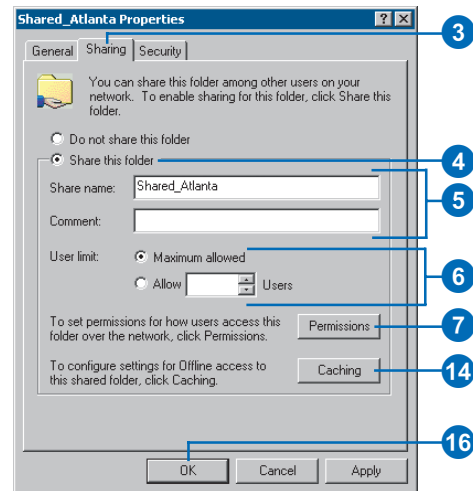 Shared_Atlanta Properties
3
General Sharing Security
You can share this folder among other users on your
network. To enable sharing for this folder, click Share this
folder.
Do not share this folder
Share this folder
4
Share name: Shared_Atlanta
5
Comment:
User limit: Maximum allowed
6
Allow Users
To set permissions for how users access this
folder over the network, click Permissions.
Permissions
7
To configure settings for Offline access to
this shared folder, click Caching.
Caching
14
16
OK Cancel Apply